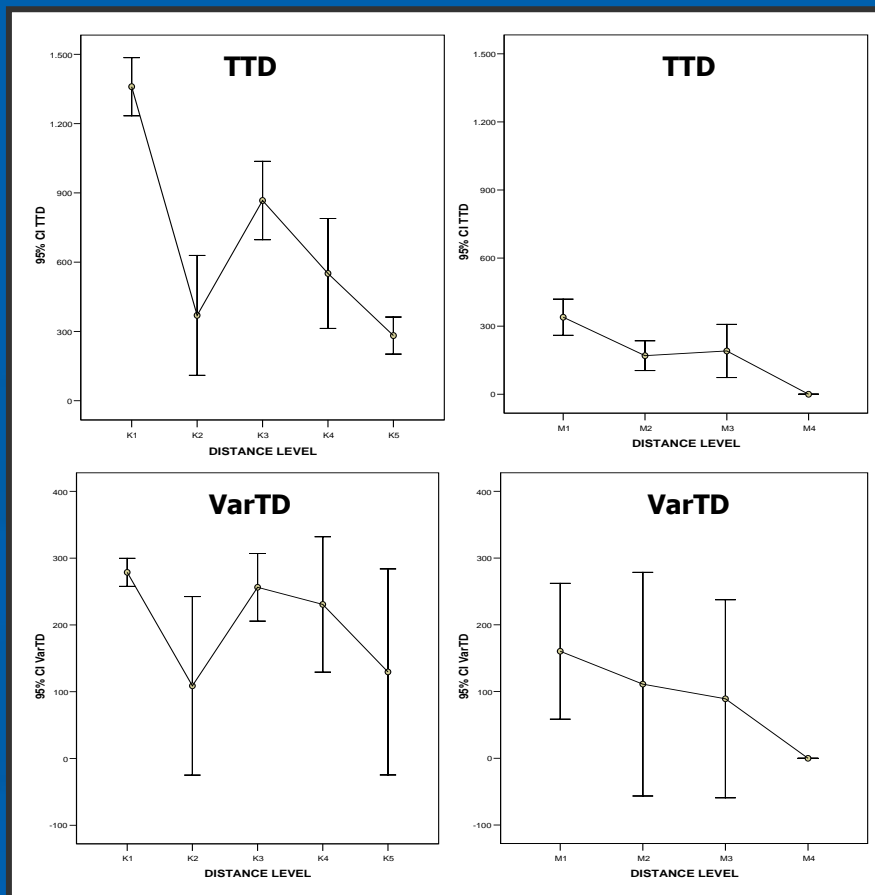 TTD
1.500
1.200
900
600
300
0
95% CI TTD
K1 K2 K3 K4 K5
DISTANCE LEVEL
TTD
1.500
1.200
900
600
300
0
95% CI TTD
M1 M2 M3 M4
DISTANCE LEVEL
VarTD
400
300
200
100
0
-100
95% CI VarTD
K1 K2 K3 K4 K5
DISTANCE LEVEL
VarTD
400
300
200
100
0
-100
95% CI VarTD
M1 M2 M3 M4
DISTANCE LEVEL